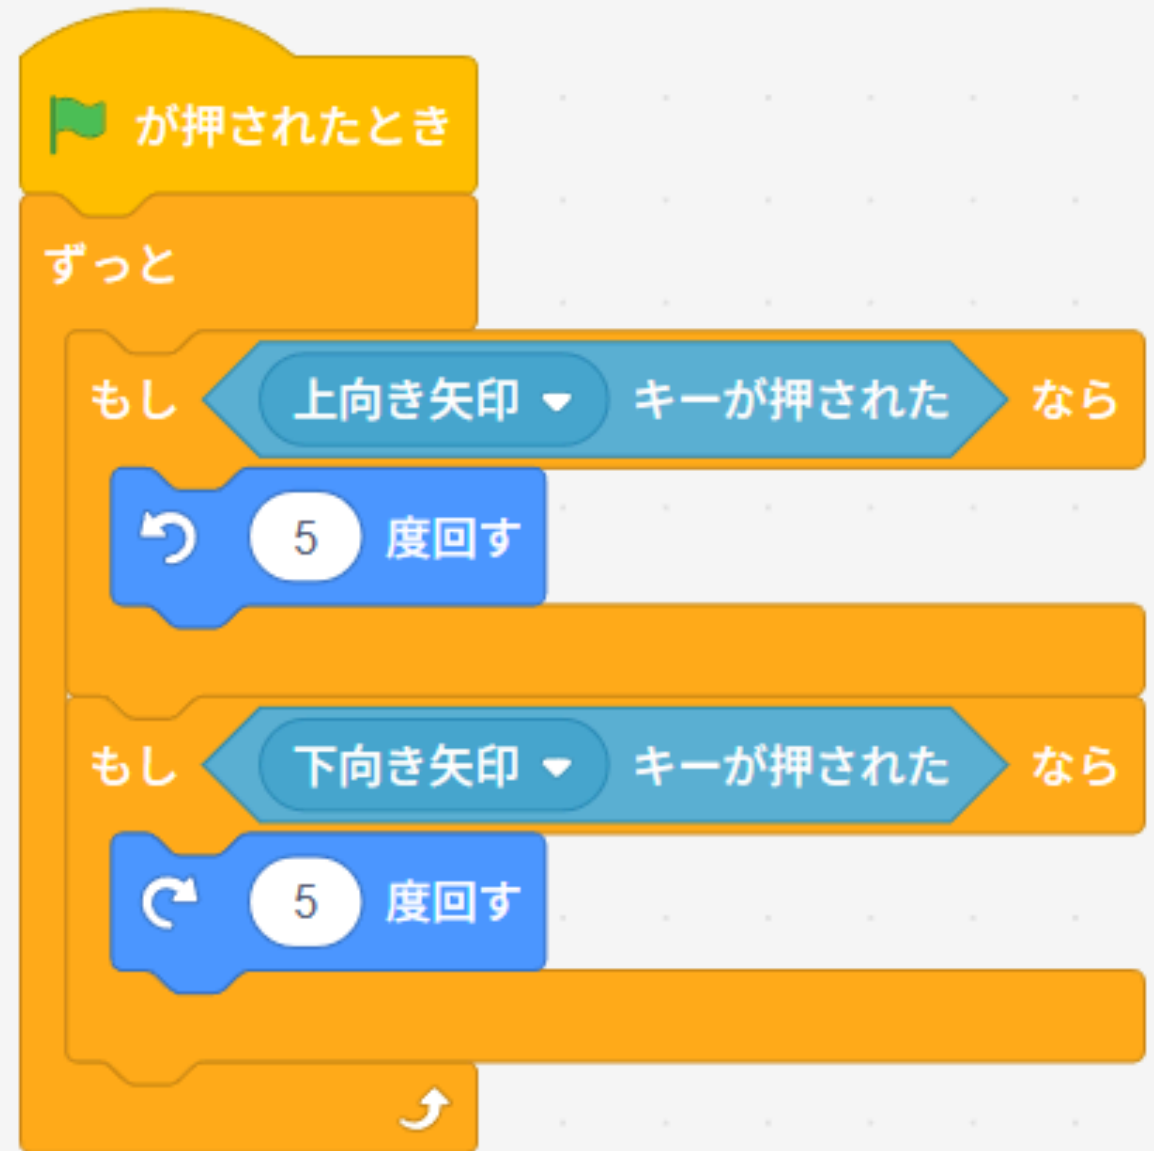 が押されたとき
ずっと
もし 上向き矢印 キーが押された なら
5 度回す
もし 下向き矢印 キーが押された なら
5 度回す